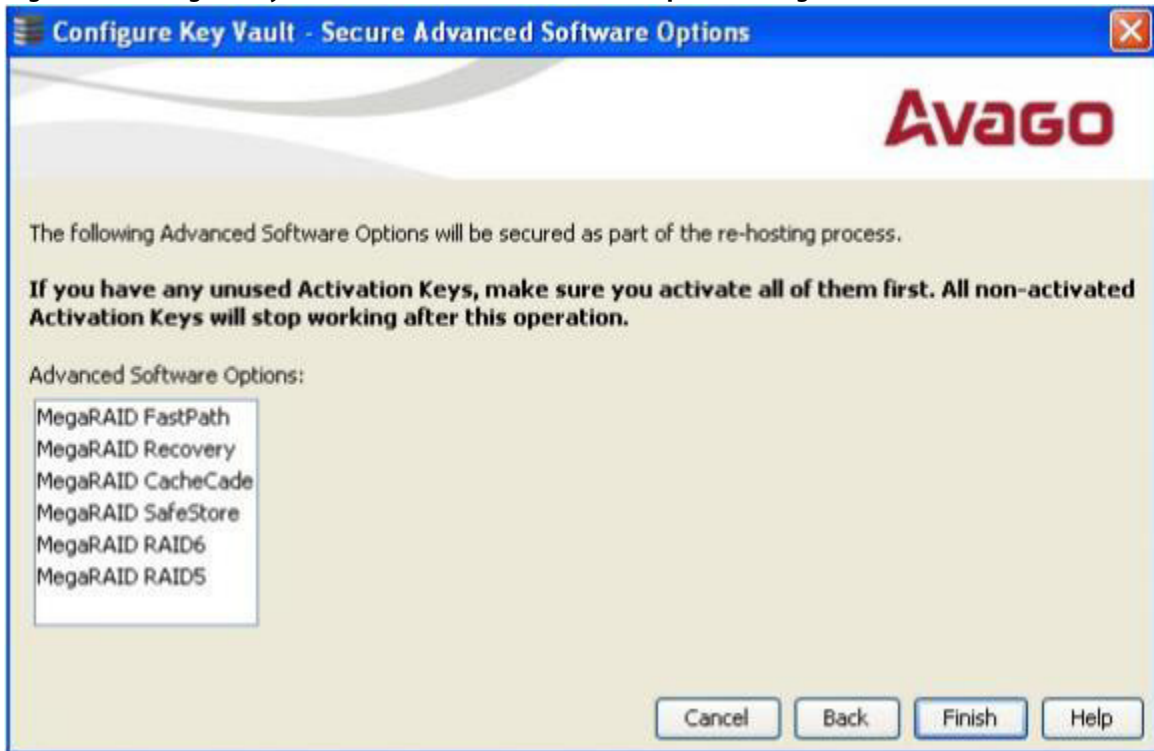 Configure Key Vault - Secure Advanced Software Options
Avago
The following Advanced Software Options will be secured as part of the re-hosting process.
If you have any unused Activation Keys, make sure you activate all of them first. All non-activated
Activation Keys will stop working after this operation.
Advanced Software Options:
MegaRAID FastPath
MegaRAID Recovery
MegaRAID CacheCade
MegaRAID SafeStore
MegaRAID RAID6
MegaRAID RAID5
Cancel Back Finish Help